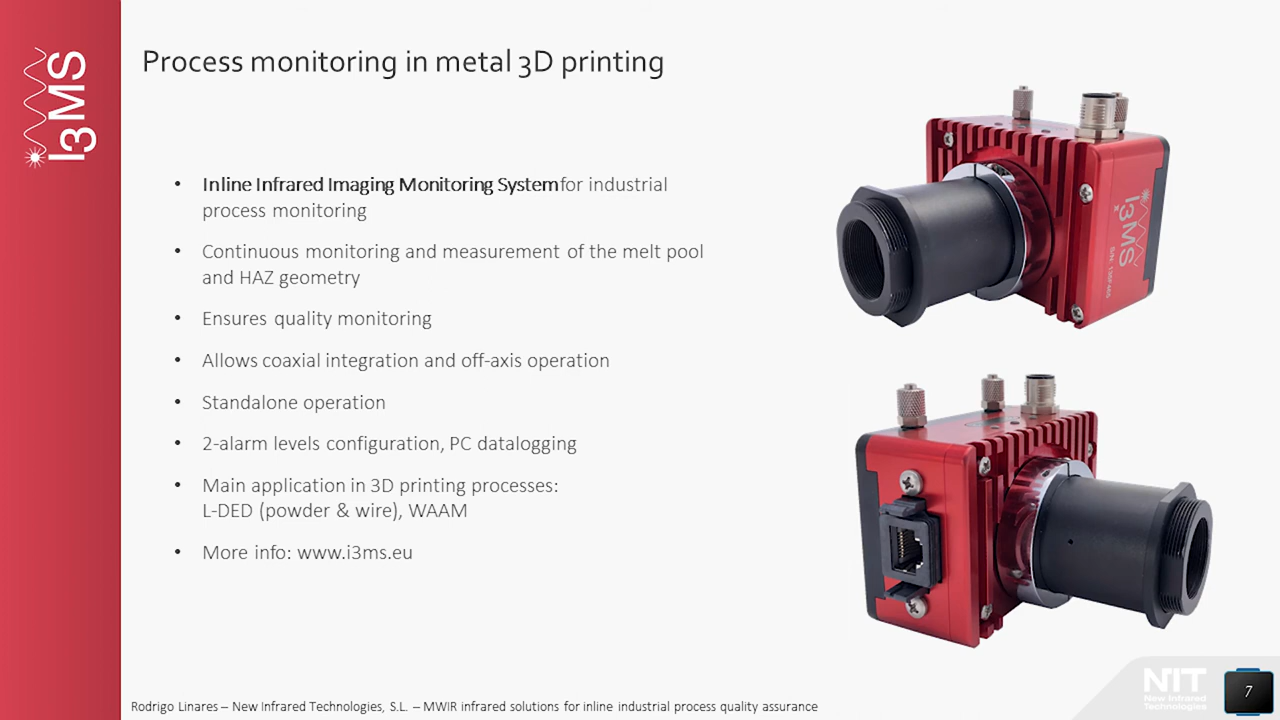 I3MS
Process monitoring in metal 3D printing
• Inline Infrared Imaging Monitoring System for industrial
process monitoring
• Continuous monitoring and measurement of the melt pool
and HAZ geometry
• Ensures quality monitoring
• Allows coaxial integration and off-axis operation
• Standalone operation
• 2-alarm levels configuration, PC datalogging
• Main application in 3D printing processes:
L-DED (powder & wire), WAAM
• More info: www.i3ms.eu
I3MS
S/N:
NIT
New Infrared
Technologies
7
Rodrigo Linares – New Infrared Technologies, S.L. – MWIR Infrared solutions for inline industrial process quality assurance